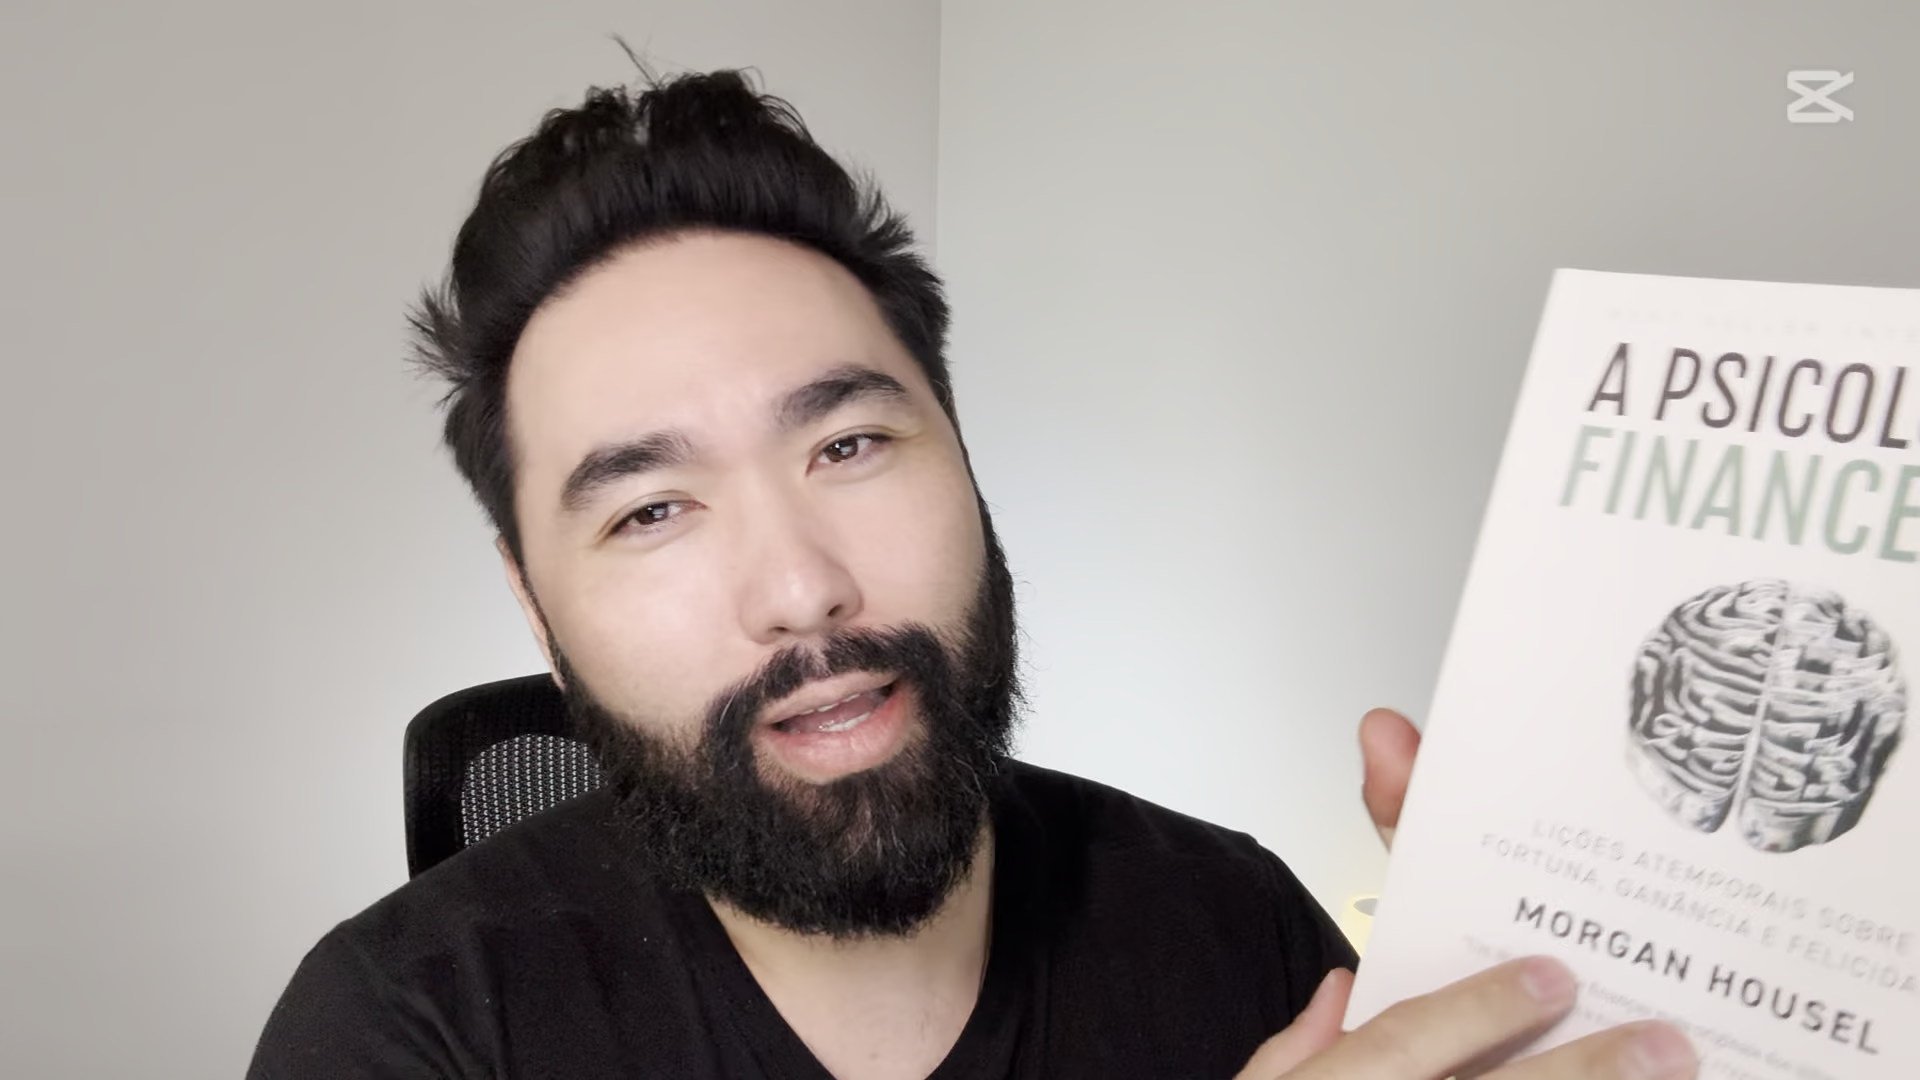 A PSICOL
FINANCE
LIÇÕES ATEMPORAIS SOBRE
FORTUNA, GANÂNCIA E FELICIDA
MORGAN HOUSEL